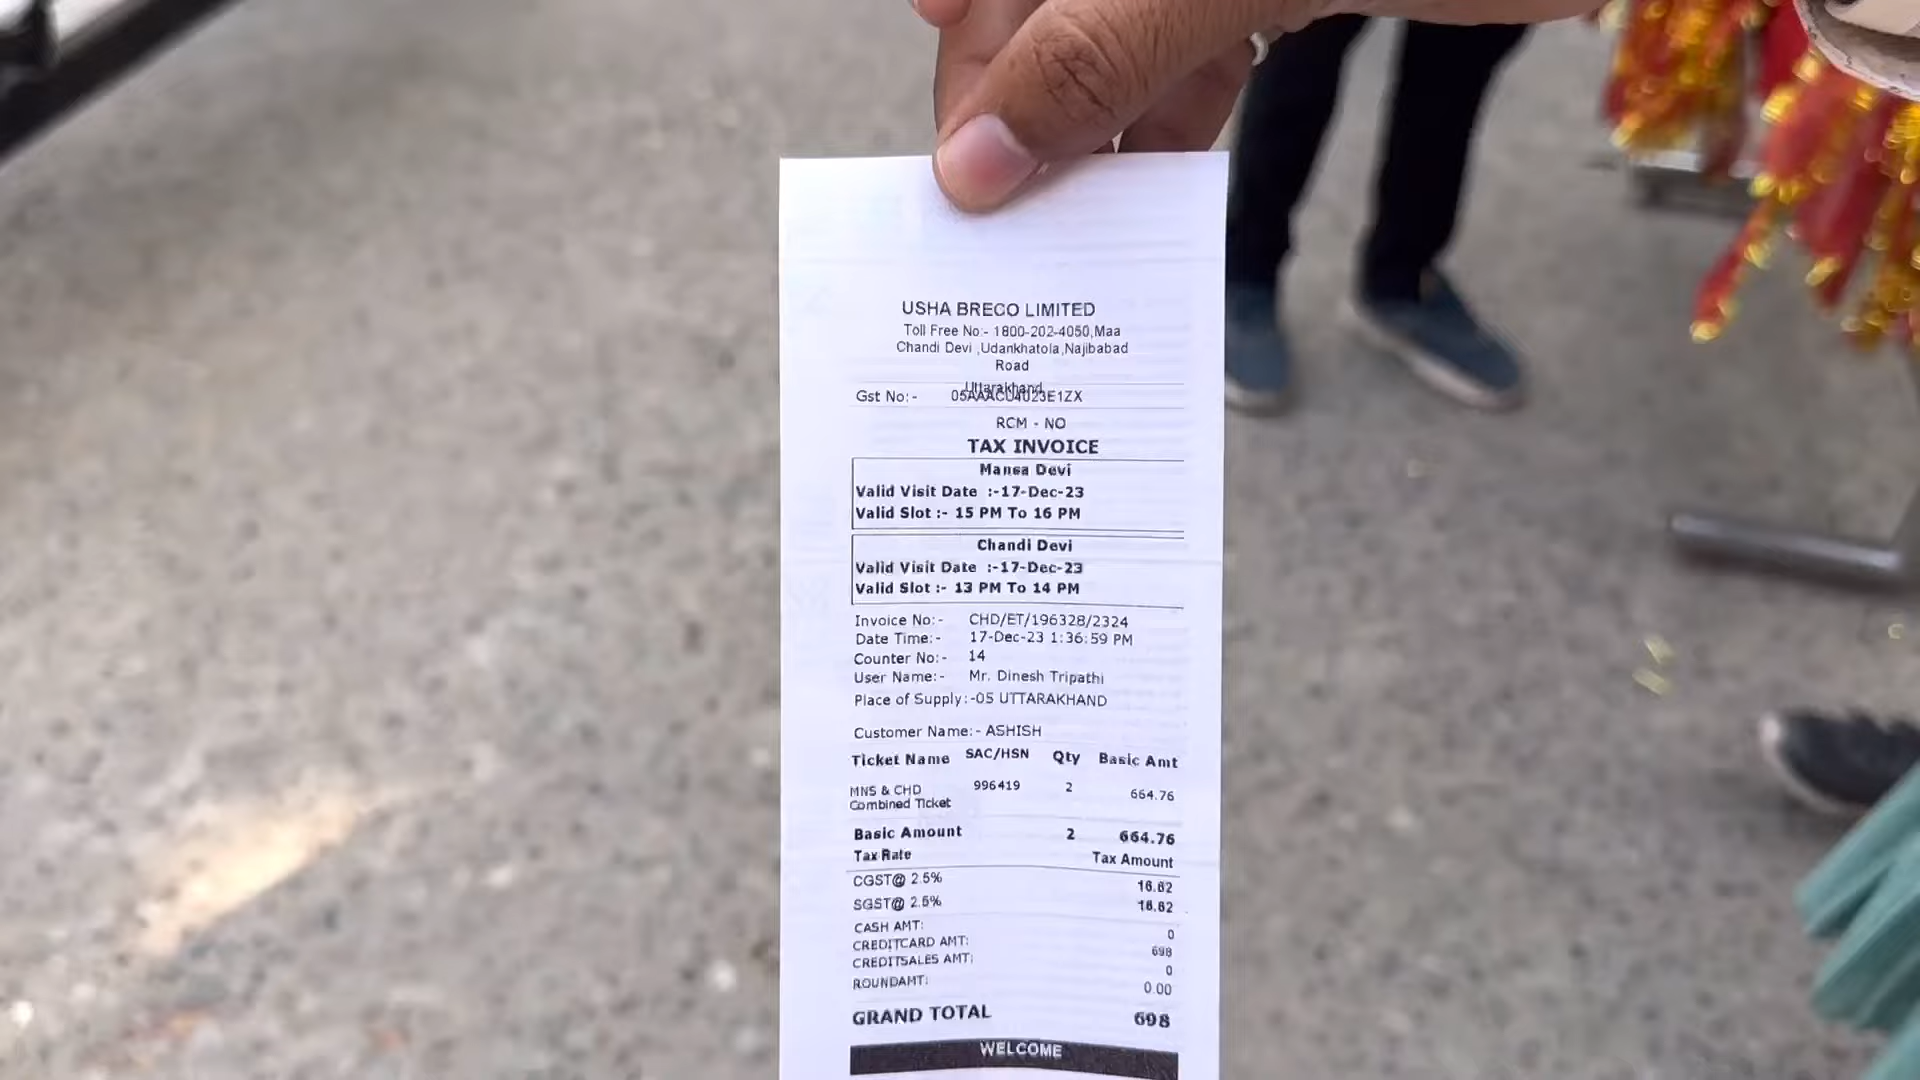 USHA BRECO LIMITED
Toll Free No:- 1800-202-4050,Maa
Chandi Devi ,Udankhatola,Najibabad
Road
Uttarakhand
Gst No:- 05AAACU4023E1ZX
RCM - NO
TAX INVOICE
Mansa Devi
Valid Visit Date :-17-Dec-23
Valid Slot :- 15 PM To 16 PM
Chandi Devi
Valid Visit Date :-17-Dec-23
Valid Slot :- 13 PM To 14 PM
Invoice No:- CHD/ET/196328/2324
Date Time:- 17-Dec-23 1:36:59 PM
Counter No:- 14
User Name:- Mr. Dinesh Tripathi
Place of Supply:-05 UTTARAKHAND
Customer Name:- ASHISH
Ticket Name SAC/HSN Qty Basic Amt
MNS & CHD 996419 2 664.76
Combined Ticket
Basic Amount 2 664.76
Tax Rate Tax Amount
CGST@ 2.5% 16.62
SGST@ 2.5% 16.62
CASH AMT: 0
CREDITCARD AMT: 698
CREDITSALES AMT: 0
ROUNDAMT: 0.00
GRAND TOTAL 698
WELCOME